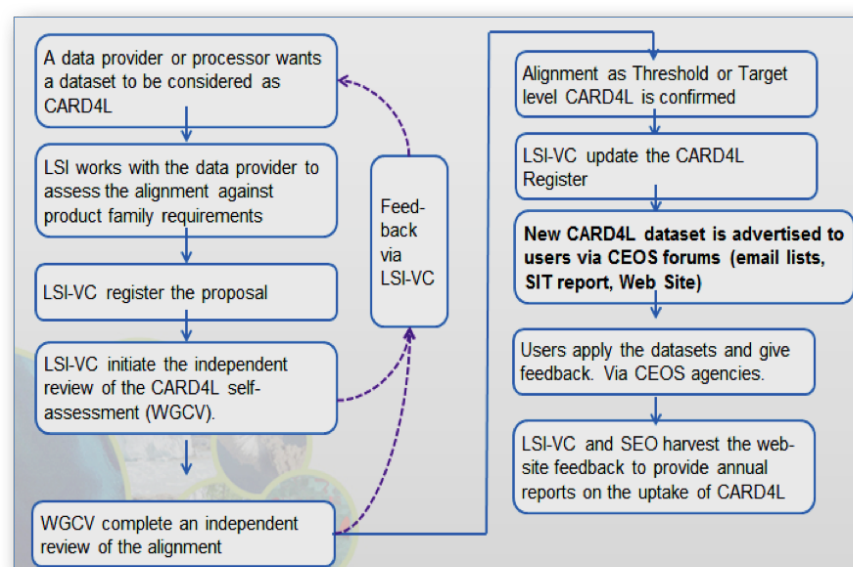 A data provider or processor wants
a dataset to be considered as
CARD4L
LSI works with the data provider to
assess the alignment against
product family requirements
LSI-VC register the proposal
LSI-VC initiate the independent
review of the CARD4L self-
assessment (WGCV).
WGCV complete an independent
review of the alignment
Feed-
back
via
LSI-VC
Alignment as Threshold or Target
level CARD4L is confirmed
LSI-VC update the CARD4L
Register
New CARD4L dataset is advertised to
users via CEOS forums (email lists,
SIT report, Web Site)
Users apply the datasets and give
feedback. Via CEOS agencies.
LSI-VC and SEO harvest the web-
site feedback to provide annual
reports on the uptake of CARD4L